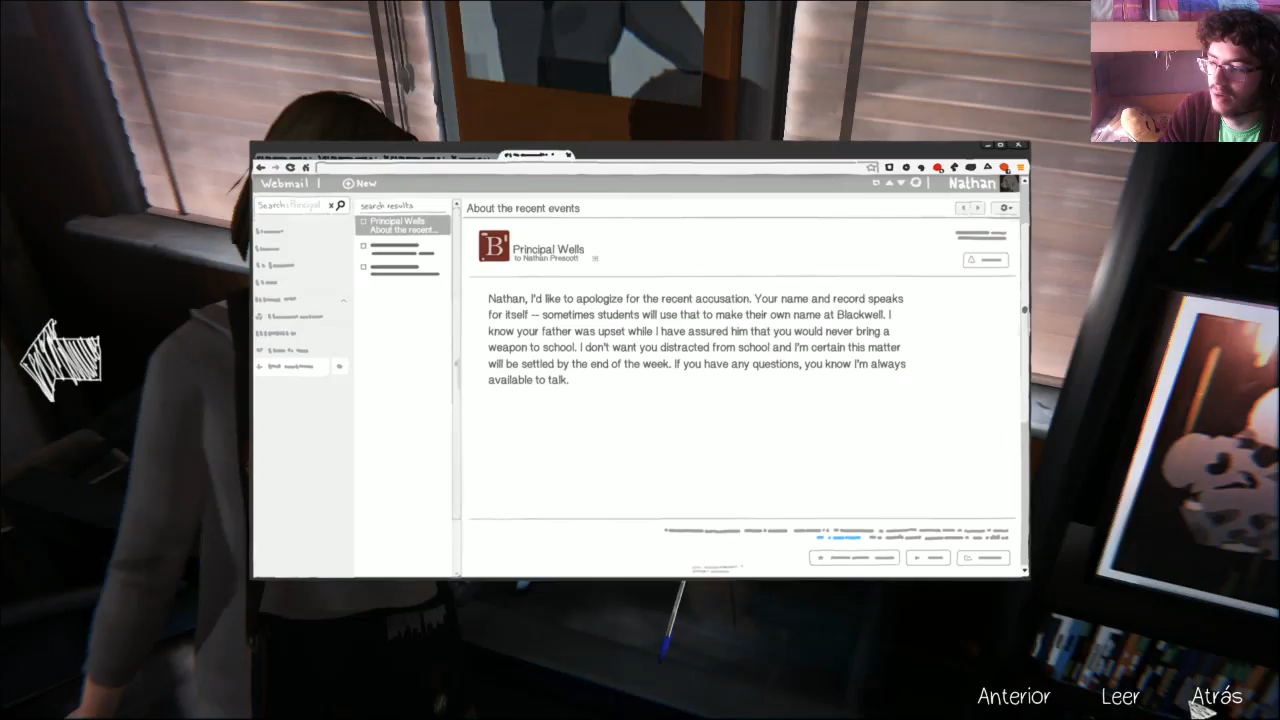 Webmail |
New
Nathan
Search: Principal x
search results
About the recent events
Principal Wells
About the recent...
B
Principal Wells
to Nathan Prescott
Nathan, I'd like to apologize for the recent accusation. Your name and record speaks
for itself -- sometimes students will use that to make their own name at Blackwell. I
know your father was upset while I have assured him that you would never bring a
weapon to school. I don't want you distracted from school and I'm certain this matter
will be settled by the end of the week. If you have any questions, you know I'm always
available to talk.
Anterior
Leer
Atrás